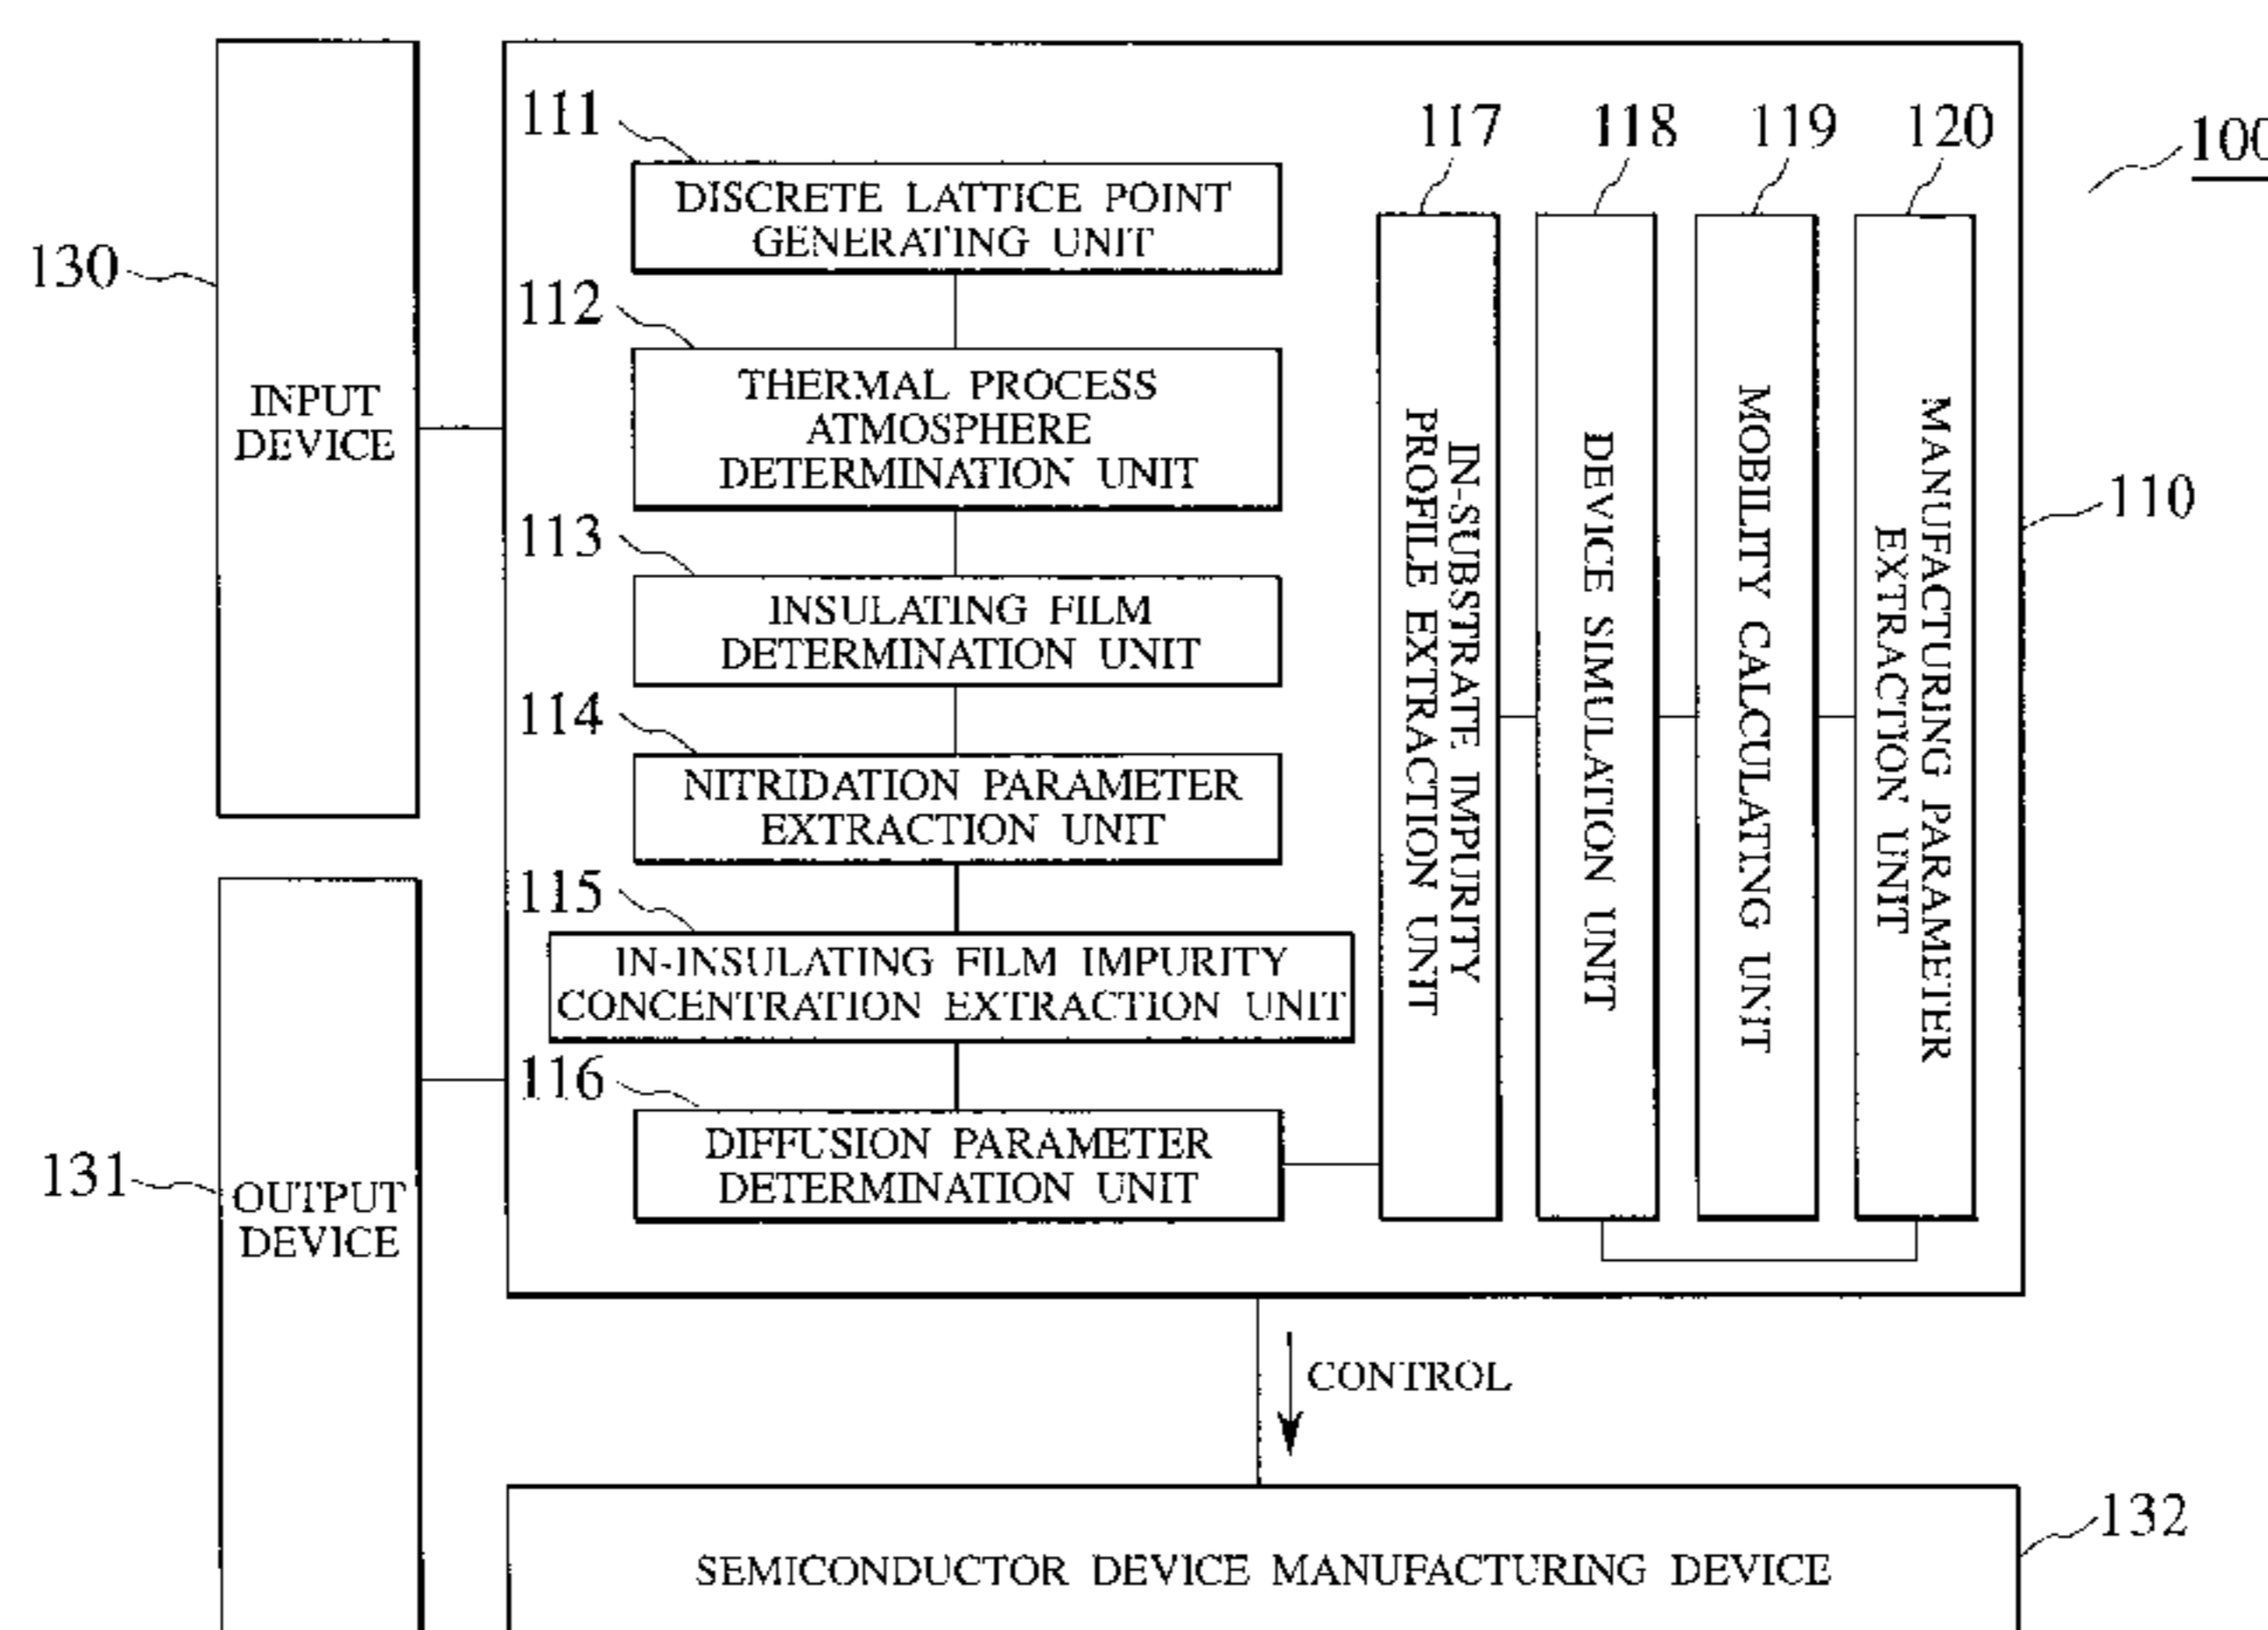 100
110
130
INPUT
DEVICE
131
OUTPUT
DEVICE
111
DISCRETE LATTICE POINT
GENERATING UNIT
112
THERMAL PROCESS
ATMOSPHERE
DETERMINATION UNIT
113
INSULATING FILM
DETERMINATION UNIT
114
NITRIDATION PARAMETER
EXTRACTION UNIT
115
IN-INSULATING FILM IMPURITY
CONCENTRATION EXTRACTION UNIT
116
DIFFUSION PARAMETER
DETERMINATION UNIT
117
IN-SUBSTRATE IMPURITY
PROFILE EXTRACTION UNIT
118
DEVICE SIMULATION UNIT
119
MOBILITY CALCULATING UNIT
120
MANUFACTURING PARAMETER
EXTRACTION UNIT
CONTROL
132
SEMICONDUCTOR DEVICE MANUFACTURING DEVICE